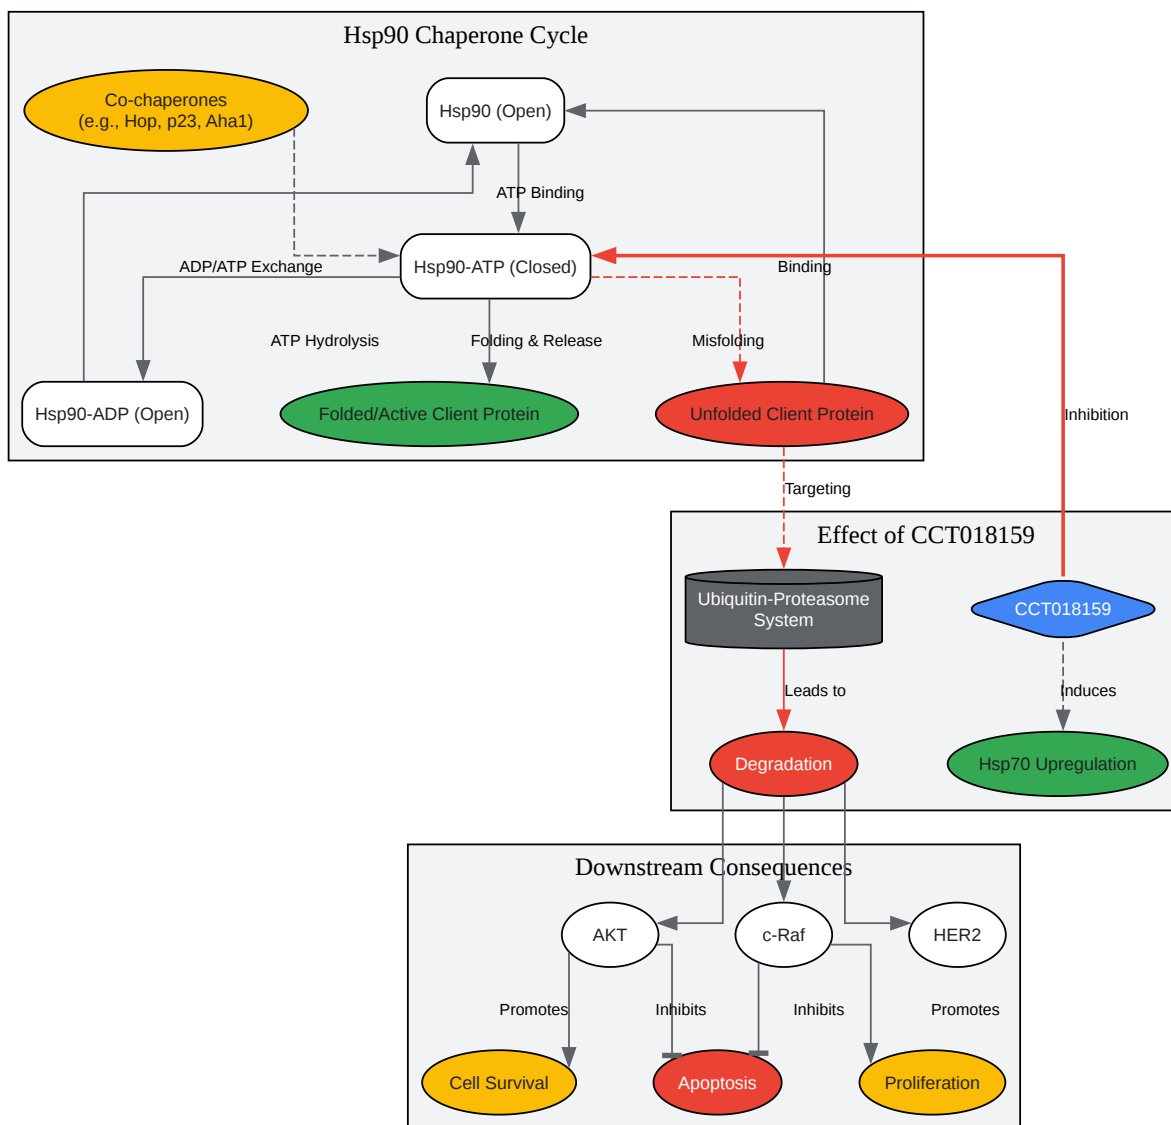 Hsp90 Chaperone Cycle
Co-chaperones
(e.g., Hop, p23, Aha1)
Hsp90 (Open)
ATP Binding
ADP/ATP Exchange
Hsp90-ATP (Closed)
Binding
ATP Hydrolysis
Folding & Release
Misfolding
Hsp90-ADP (Open)
Folded/Active Client Protein
Unfolded Client Protein
Inhibition
Targeting
Effect of CCT018159
Ubiquitin-Proteasome
System
CCT018159
Leads to
Induces
Degradation
Hsp70 Upregulation
Downstream Consequences
AKT
c-Raf
HER2
Promotes
Inhibits
Inhibits
Promotes
Cell Survival
Apoptosis
Proliferation